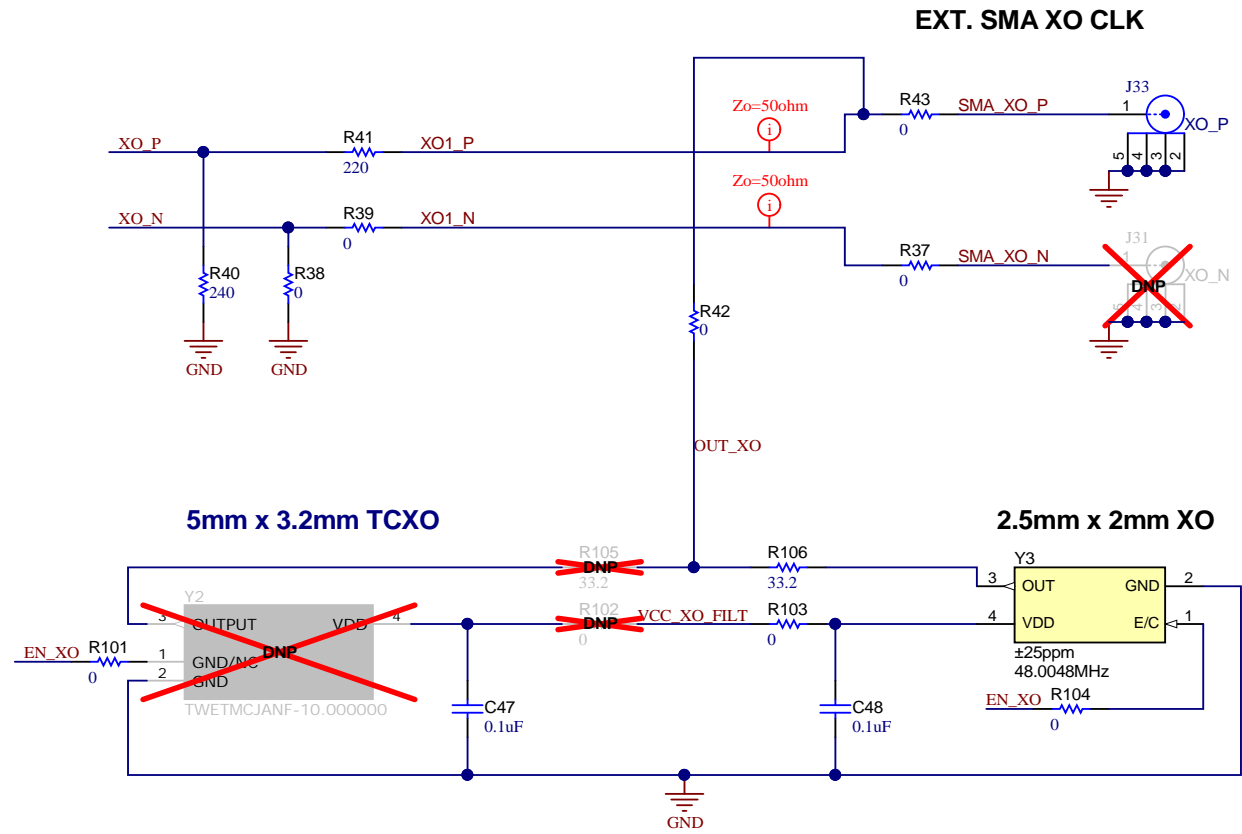 EXT. SMA XO CLK
J33
Zo=50ohm
R43
SMA_XO_P
1
XO_P
0
XO_P
R41
XO1_P
220
5
4
3
2
Zo=50ohm
XO_N
R39
XO1_N
0
J31
R37
SMA_XO_N
1
XO_N
0
DNP
5
4
3
2
R40
240
R38
0
R42
0
GND
GND
OUT_XO
5mm x 3.2mm TCXO
2.5mm x 2mm XO
R105
DNP
33.2
R106
33.2
Y3
3
OUT
GND
2
Y2
3
OUTPUT
VDD
4
R102
DNP
0
VCC_XO_FILT
R103
0
4
VDD
E/C
1
EN_XO
R101
0
1
GND/NC
DNP
2
GND
±25ppm
48.0048MHz
TWETMCJANF-10.000000
EN_XO
R104
0
C47
0.1uF
C48
0.1uF
GND